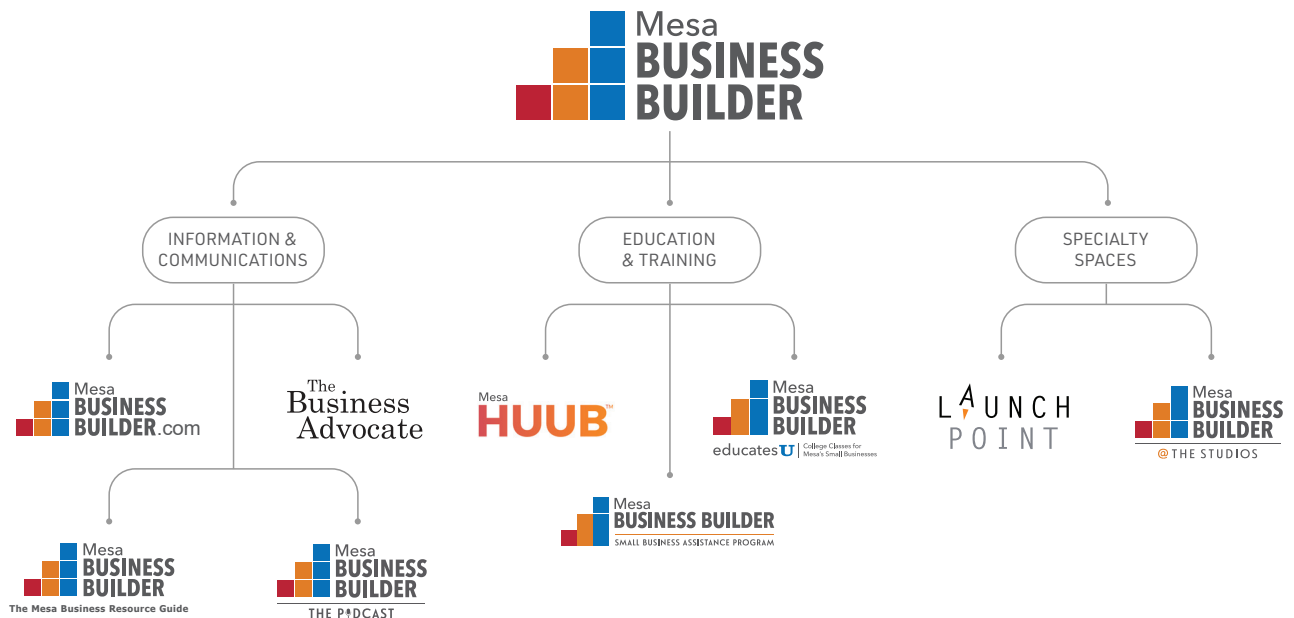 Mesa
BUSINESS
BUILDER
INFORMATION &
COMMUNICATIONS
EDUCATION
& TRAINING
SPECIALTY
SPACES
Mesa
BUSINESS
BUILDER.com
The
Business
Advocate
Mesa
HUUB™
Mesa
BUSINESS
BUILDER
educates U
College Classes for
Mesa's Small Businesses
LAUNCH
POINT
Mesa
BUSINESS
BUILDER
@ THE STUDIOS
Mesa
BUSINESS BUILDER
SMALL BUSINESS ASSISTANCE PROGRAM
Mesa
BUSINESS
BUILDER
The Mesa Business Resource Guide
Mesa
BUSINESS
BUILDER
THE PODCAST